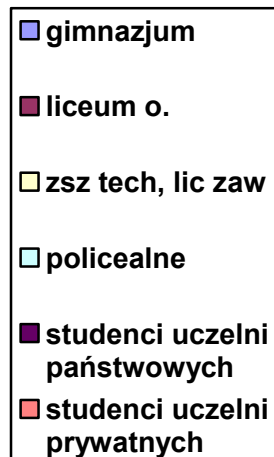 gimnazjum
liceum o.
zsz tech, lic zaw
policealne
studenci uczelni
państwowych
studenci uczelni
prywatnych